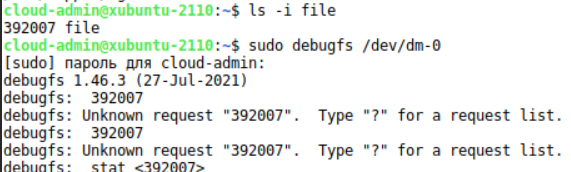 cloud-admin@xubuntu-2110:~$ ls -i file
392007 file
cloud-admin@xubuntu-2110:~$ sudo debugfs /dev/dm-0
[sudo] пароль для cloud-admin:
debugfs 1.46.3 (27-Jul-2021)
debugfs:  392007
debugfs: Unknown request "392007".  Type "?" for a request list.
debugfs:  392007
debugfs: Unknown request "392007".  Type "?" for a request list.
debugfs:  stat <392007>